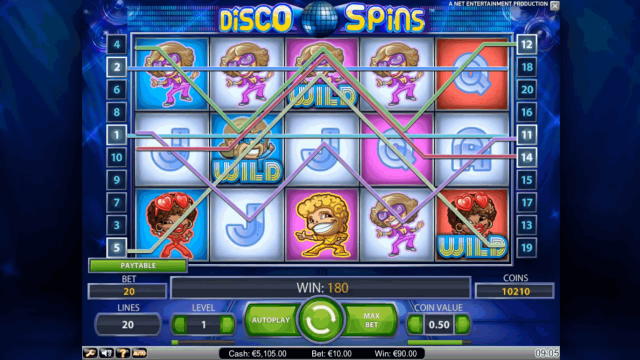 A NET ENTERTAINMENT PRODUCTION
DiSCO SPiNS
4 12
2 WILD Q 18
6 20
8 16
1 J J Q A 11
10 WILD 14
9 15
7 J 17
3 WILD 13
5 19
PAYTABLE
BET WIN: 180 COINS
20 10210
LINES LEVEL AUTOPLAY MAX BET COIN VALUE
20 1 0.50
? AUTO Cash: €5,105.00 Bet: €10.00 Win: €90.00 09:05